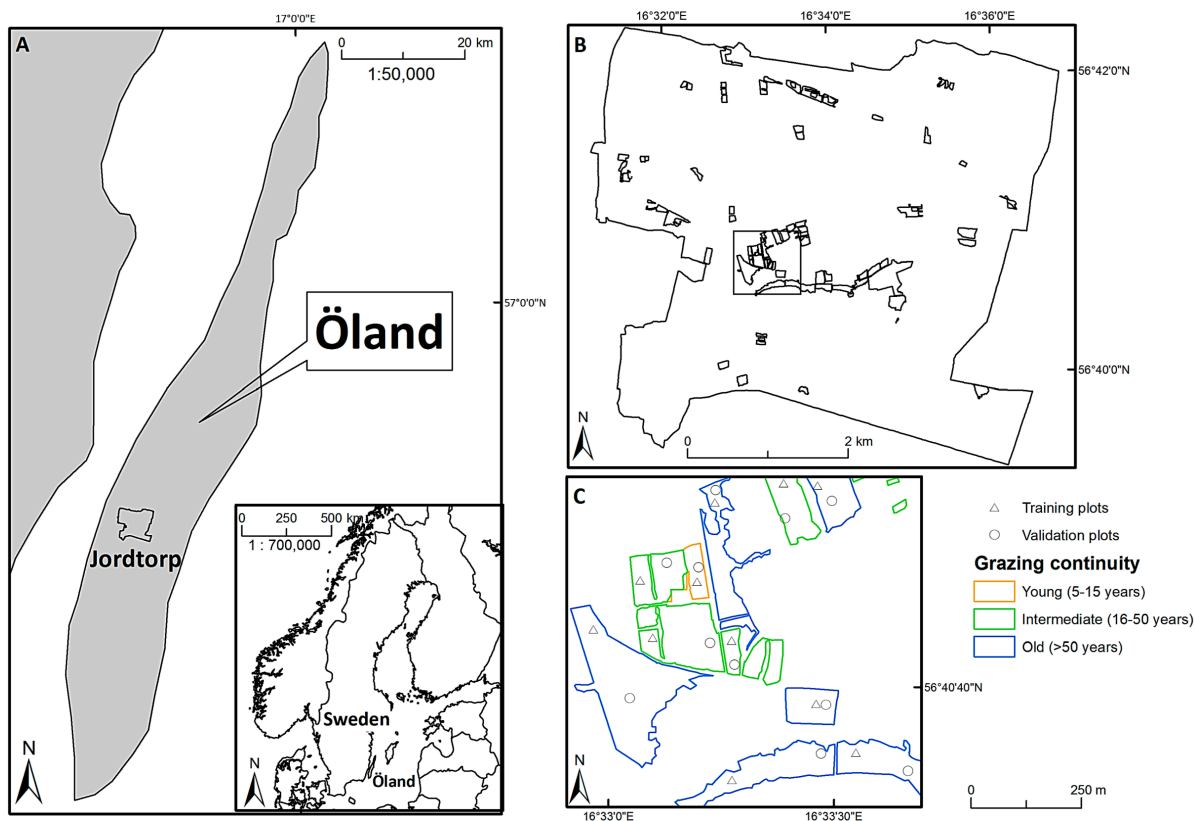 A
17°0'0"E
0 20 km
1:50,000
57°0'0"N
Öland
Jordtorp
N
0 250 500 km
1 : 700,000
Sweden
Öland
N
B
16°32'0"E 16°34'0"E 16°36'0"E
56°42'0"N
56°40'0"N
N
0 2 km
C
Training plots
Validation plots
Grazing continuity
Young (5-15 years)
Intermediate (16-50 years)
Old (>50 years)
56°40'40"N
N
16°33'0"E 16°33'30"E
0 250 m